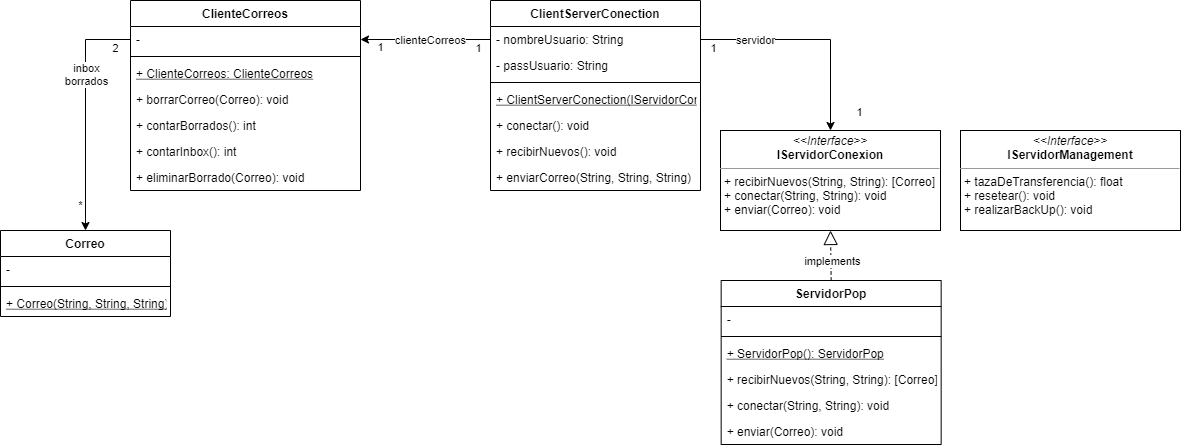 ClienteCorreos
-
+ ClienteCorreos: ClienteCorreos
+ borrarCorreo(Correo): void
+ contarBorrados(): int
+ contarInbox(): int
+ eliminarBorrado(Correo): void
2
inbox
borrados
*
Correo
-
+ Correo(String, String, String)
1
clienteCorreos
1
ClientServerConection
- nombreUsuario: String
- passUsuario: String
+ ClientServerConection(IServidorCor
+ conectar(): void
+ recibirNuevos(): void
+ enviarCorreo(String, String, String)
1
servidor
1
<<Interface>>
IServidorConexion
+ recibirNuevos(String, String): [Correo]
+ conectar(String, String): void
+ enviar(Correo): void
<<Interface>>
IServidorManagement
+ tazaDeTransferencia(): float
+ resetear(): void
+ realizarBackUp(): void
implements
ServidorPop
-
+ ServidorPop(): ServidorPop
+ recibirNuevos(String, String): [Correo]
+ conectar(String, String): void
+ enviar(Correo): void